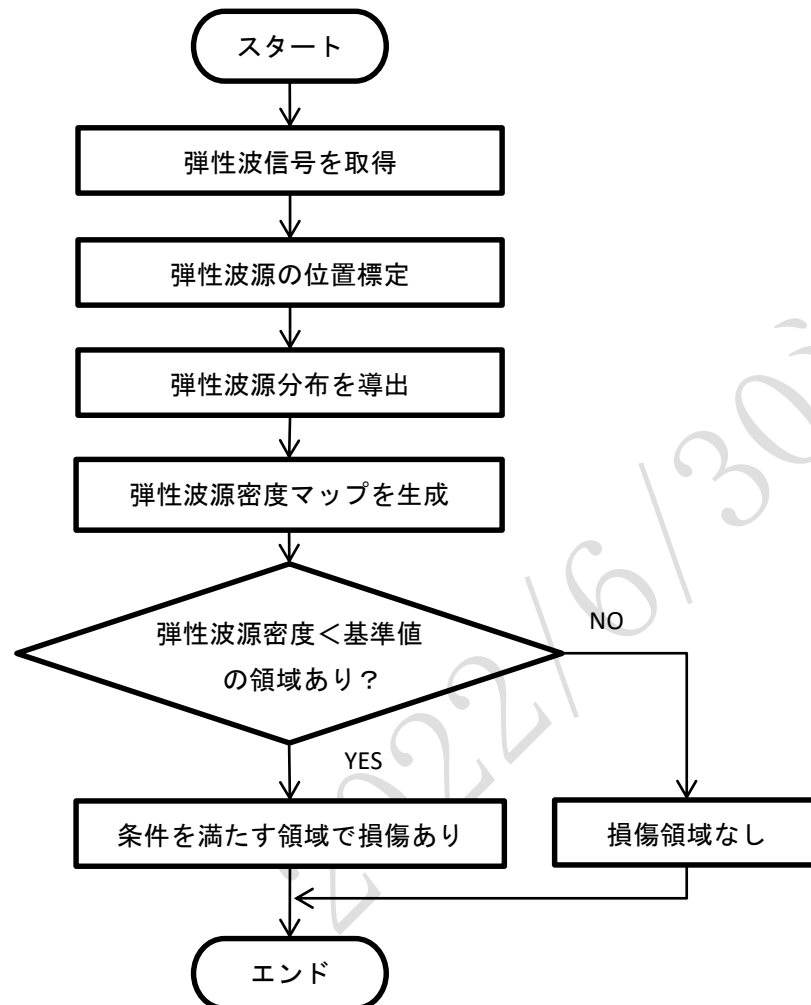 スタート
弾性波信号を取得
弾性波源の位置標定
弾性波源分布を導出
弾性波源密度マップを生成
弾性波源密度<基準値
の領域あり?
NO
YES
条件を満たす領域で損傷あり
損傷領域なし
エンド
2022/6/30